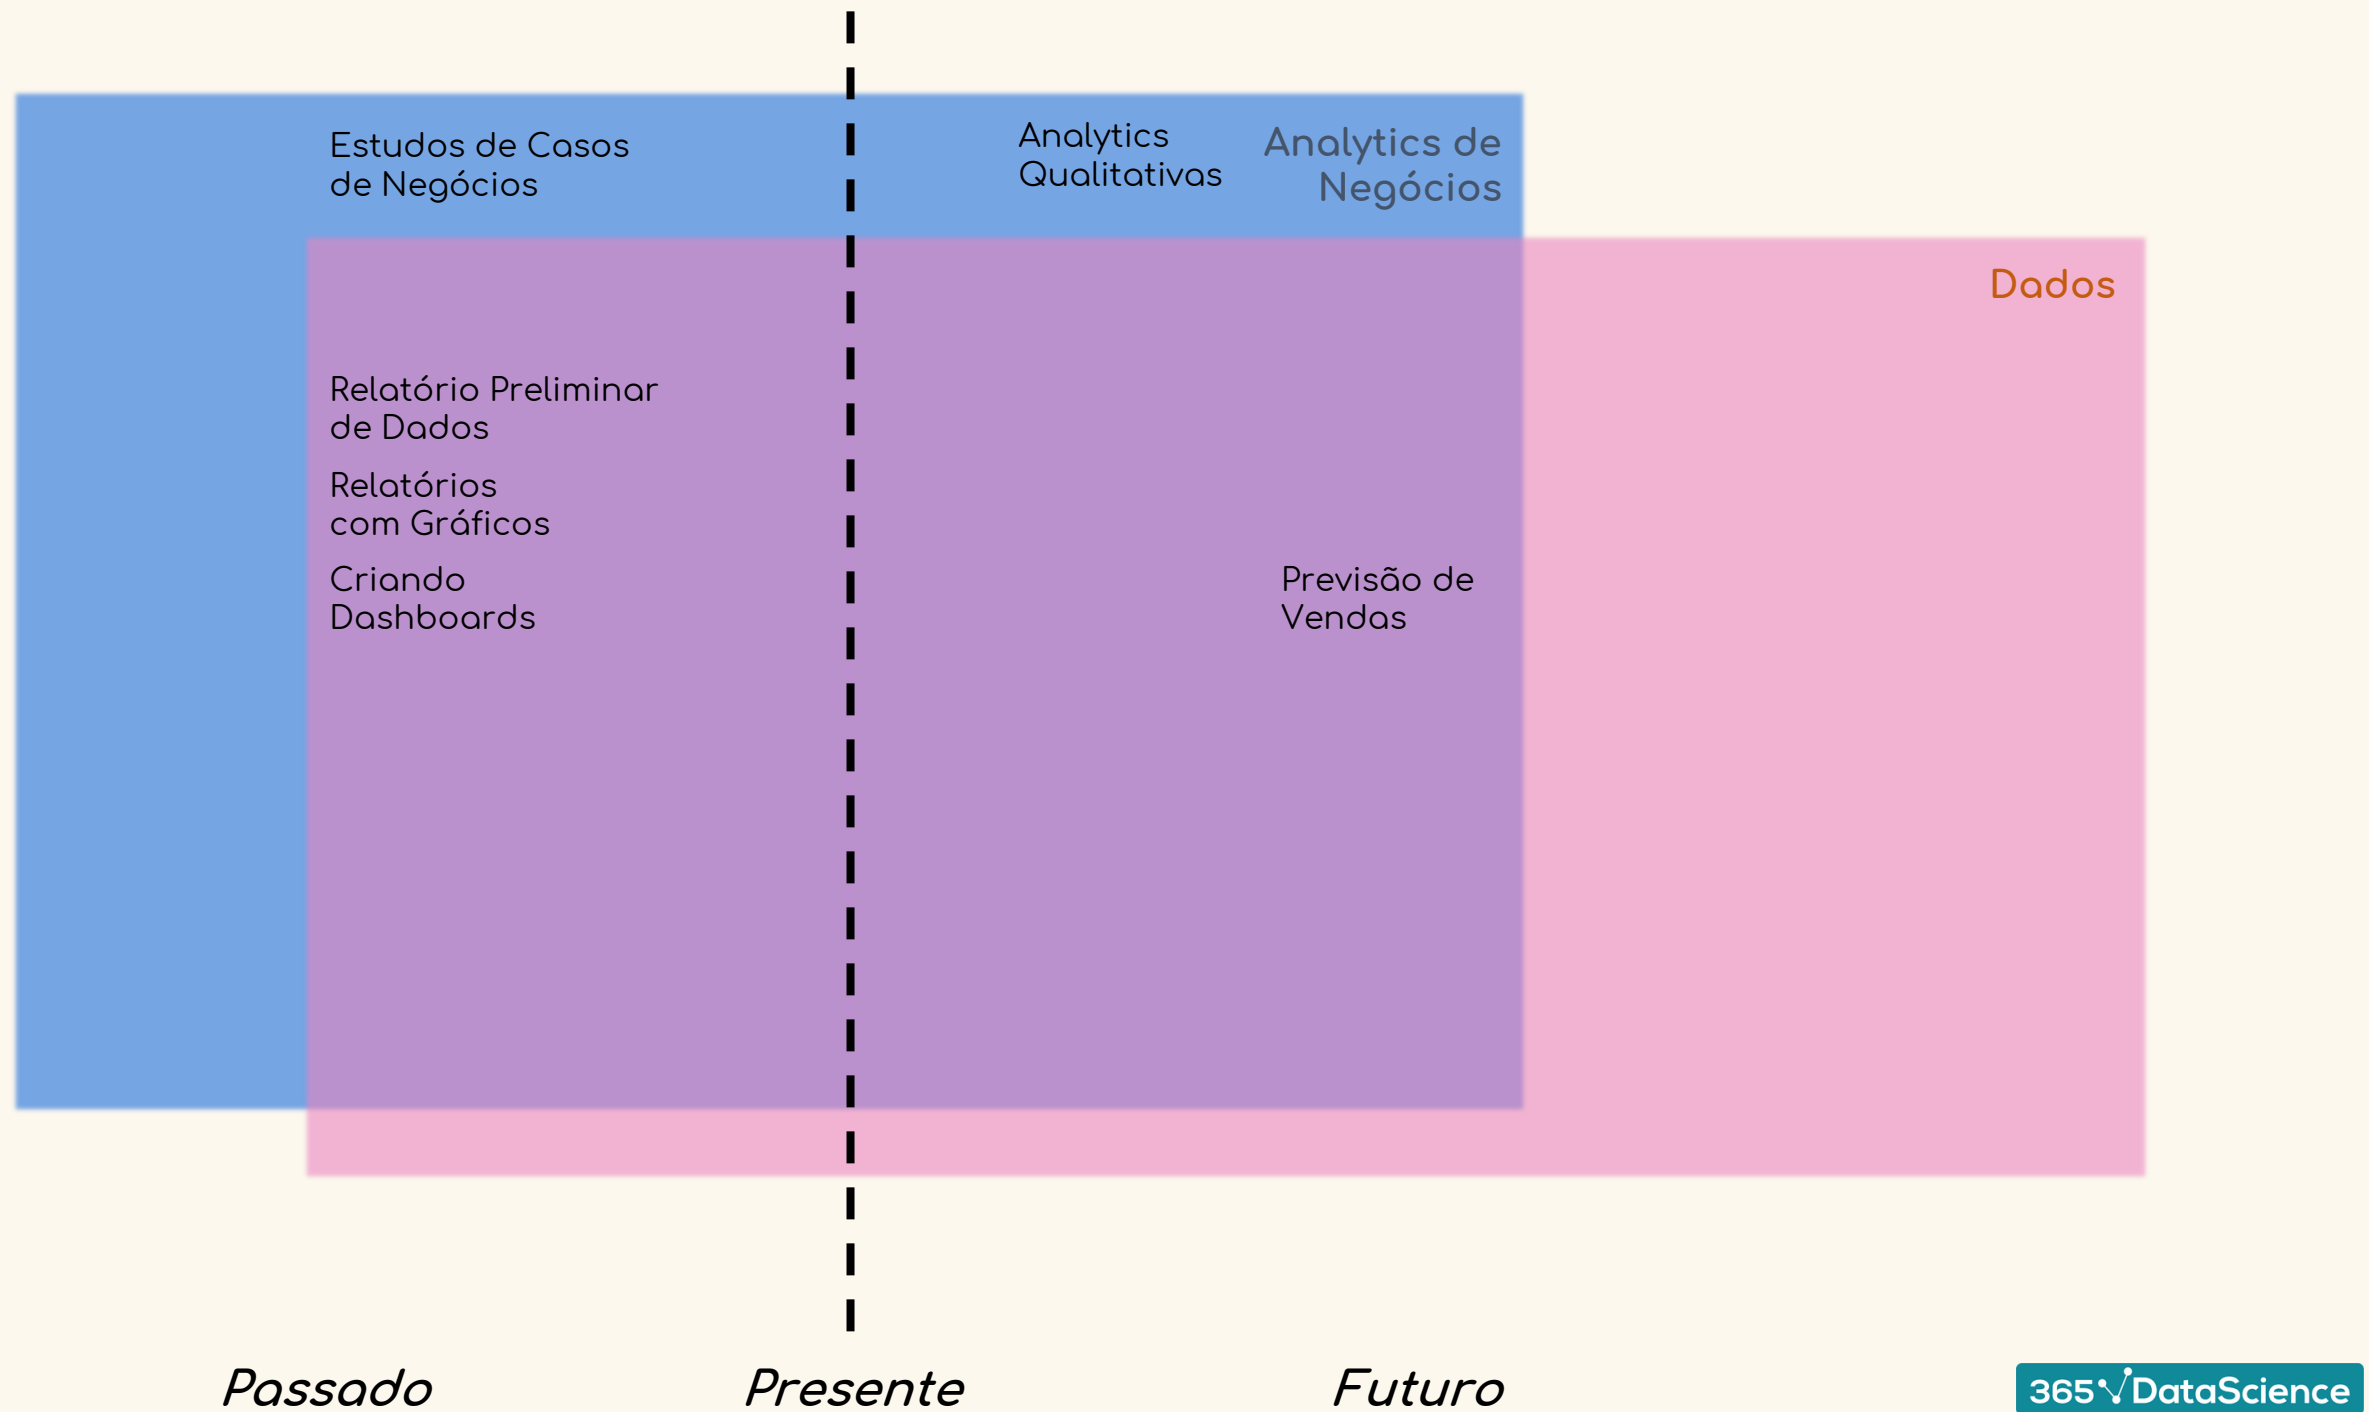 Estudos de Casos
de Negócios
Analytics
Qualitativas
Analytics de
Negócios
Dados
Relatório Preliminar
de Dados
Relatórios
com Gráficos
Criando
Dashboards
Previsão de
Vendas
Passado
Presente
Futuro
365 DataScience